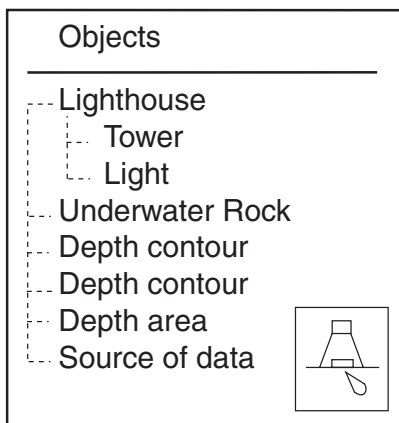 Objects
Lighthouse
Tower
Light
Underwater Rock
Depth contour
Depth contour
Depth area
Source of data